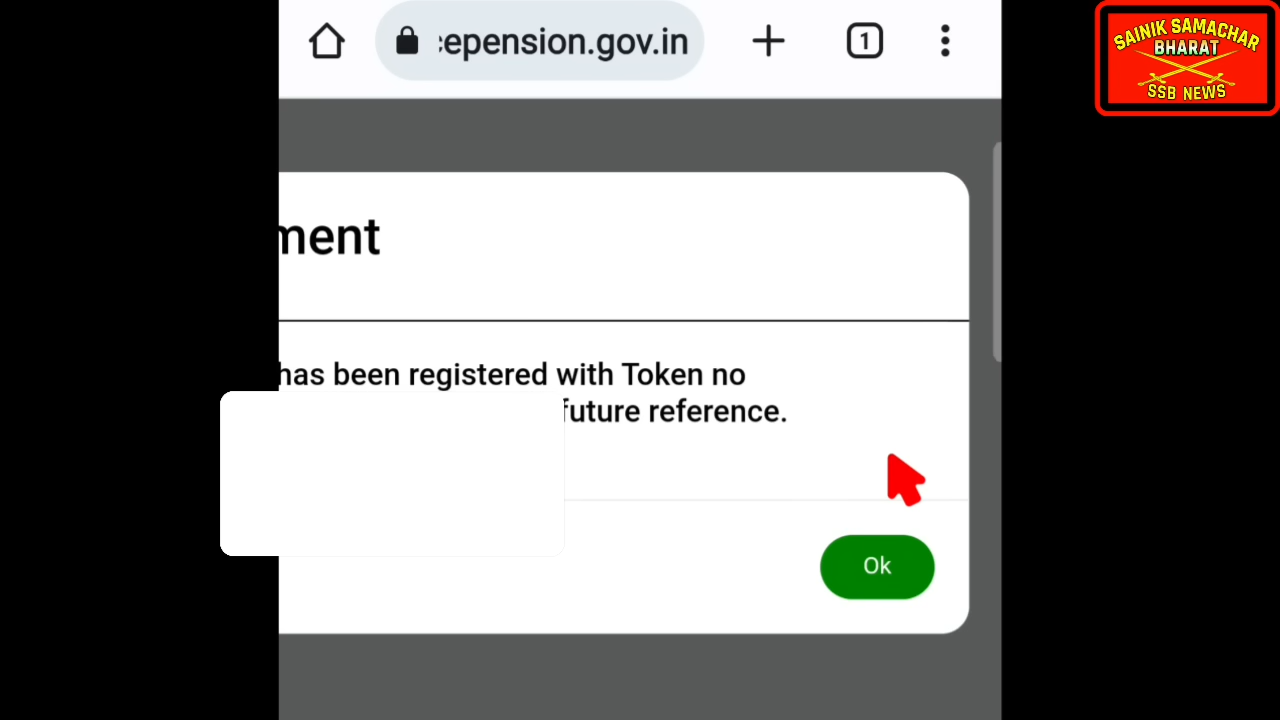 :epension.gov.in
1
SAINIK SAMACHAR
BHARAT
SSB NEWS
ment
has been registered with Token no
future reference.
Ok